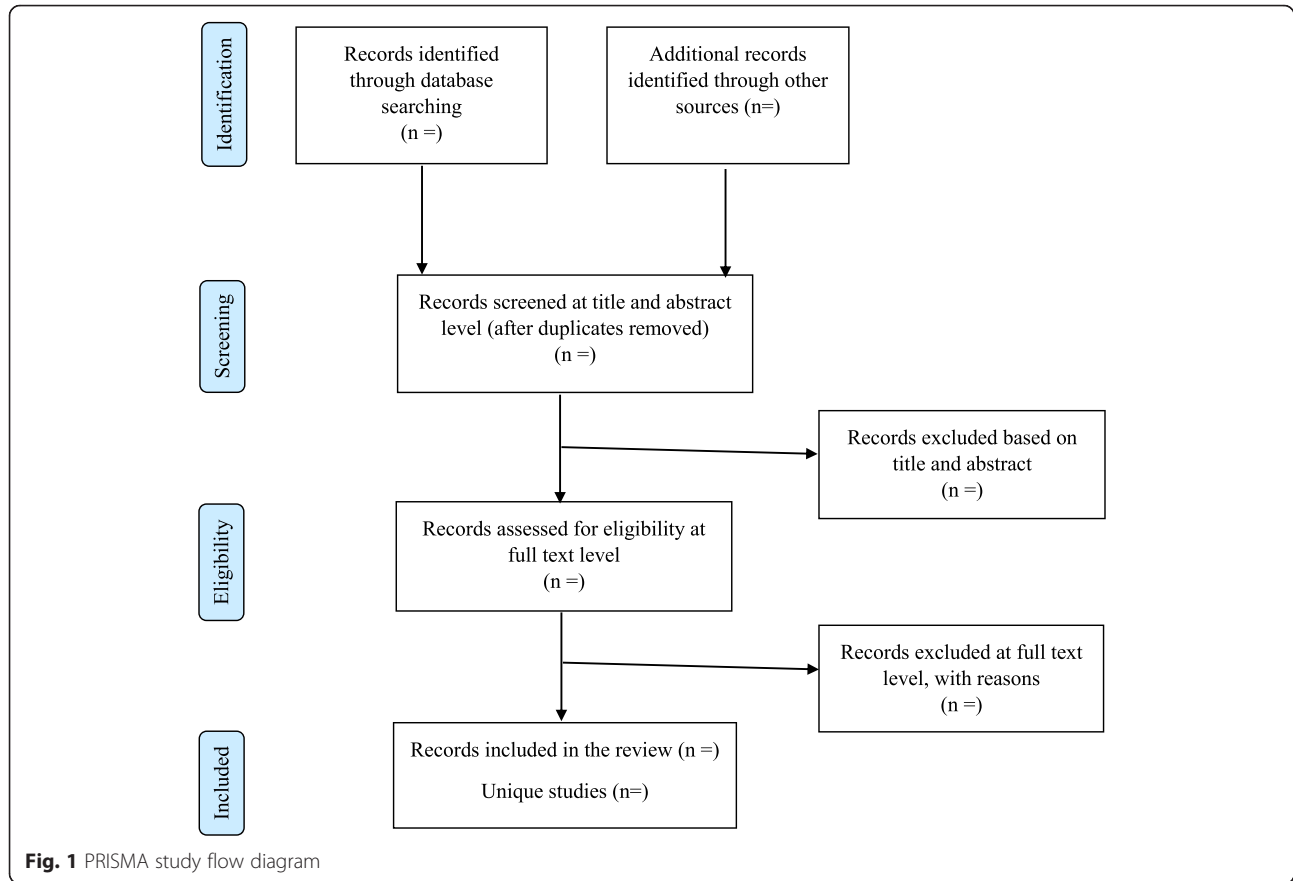 Identification
Records identified
through database
searching
(n =)
Additional records
identified through other
sources (n=)
Screening
Records screened at title and abstract
level (after duplicates removed)
(n =)
Records excluded based on
title and abstract
(n =)
Eligibility
Records assessed for eligibility at
full text level
(n =)
Records excluded at full text
level, with reasons
(n =)
Included
Records included in the review (n =)
Unique studies (n=)
Fig. 1 PRISMA study flow diagram